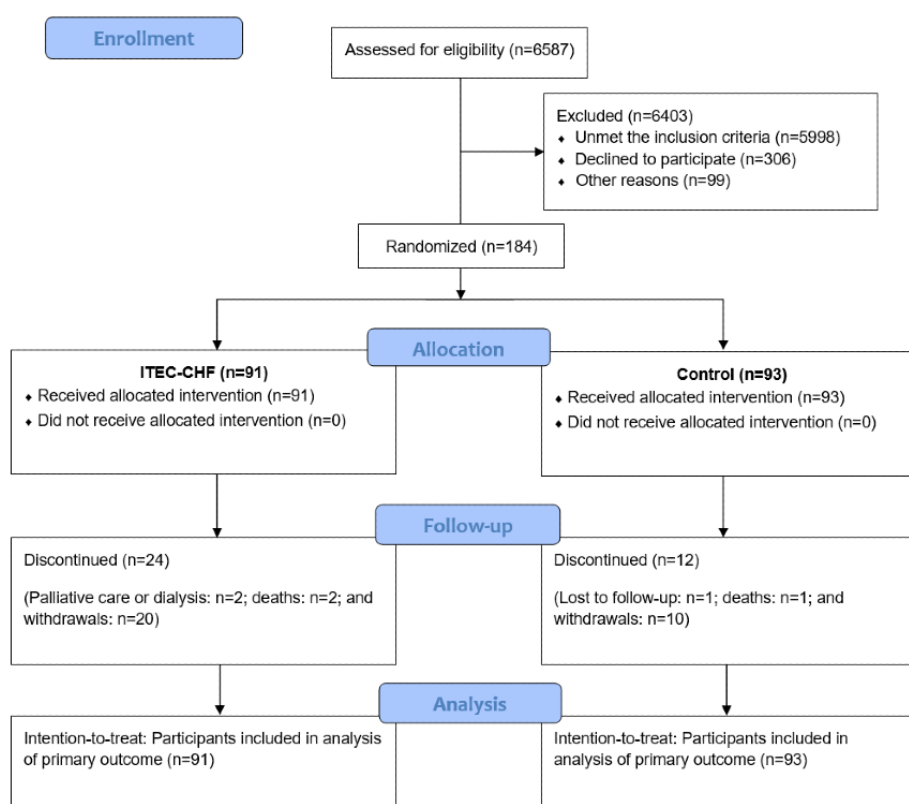 Enrollment
Assessed for eligibility (n=6587)
Excluded (n=6403)
⬧ Unmet the inclusion criteria (n=5998)
⬧ Declined to participate (n=306)
⬧ Other reasons (n=99)
Randomized (n=184)
Allocation
ITEC-CHF (n=91)
⬧ Received allocated intervention (n=91)
⬧ Did not receive allocated intervention (n=0)
Control (n=93)
⬧ Received allocated intervention (n=93)
⬧ Did not receive allocated intervention (n=0)
Follow-up
Discontinued (n=24)
(Palliative care or dialysis: n=2; deaths: n=2; and
withdrawals: n=20)
Discontinued (n=12)
(Lost to follow-up: n=1; deaths: n=1; and
withdrawals: n=10)
Analysis
Intention-to-treat: Participants included in analysis
of primary outcome (n=91)
Intention-to-treat: Participants included in
analysis of primary outcome (n=93)